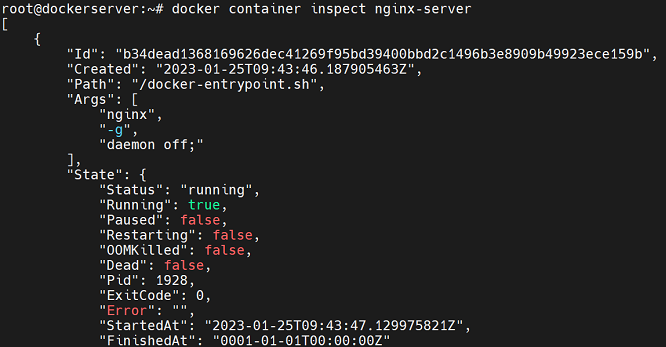 root@dockerserver:~# docker container inspect nginx-server
[
    {
        "Id": "b34dead1368169626dec41269f95bd39400bbd2c1496b3e8909b49923ece159b",
        "Created": "2023-01-25T09:43:46.187905463Z",
        "Path": "/docker-entrypoint.sh",
        "Args": [
            "nginx",
            "-g",
            "daemon off;"
        ],
        "State": {
            "Status": "running",
            "Running": true,
            "Paused": false,
            "Restarting": false,
            "OOMKilled": false,
            "Dead": false,
            "Pid": 1928,
            "ExitCode": 0,
            "Error": "",
            "StartedAt": "2023-01-25T09:43:47.129975821Z",
            "FinishedAt": "0001-01-01T00:00:00Z"